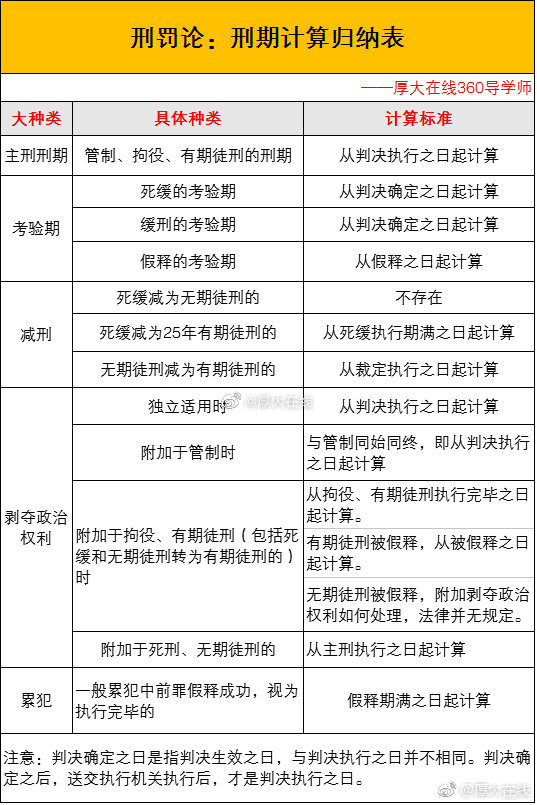 刑罚论：刑期计算归纳表
——厚大在线360导学师
大种类
具体种类
计算标准
主刑刑期
管制、拘役、有期徒刑的刑期
从判决执行之日起计算
考验期
死缓的考验期
从判决确定之日起计算
缓刑的考验期
从判决确定之日起计算
假释的考验期
从假释之日起计算
减刑
死缓减为无期徒刑的
不存在
死缓减为25年有期徒刑的
从死缓执行期满之日起计算
无期徒刑减为有期徒刑的
从裁定执行之日起计算
剥夺政治
权利
独立适用时
从判决执行之日起计算
@厚大在线
附加于管制时
与管制同始同终，即从判决执行
之日起计算
附加于拘役、有期徒刑（包括死
缓和无期徒刑转为有期徒刑的）
时
从拘役、有期徒刑执行完毕之日
起计算。
有期徒刑被假释，从被假释之日
起计算。
无期徒刑被假释，附加剥夺政治
权利如何处理，法律并无规定。
附加于死刑、无期徒刑的
从主刑执行之日起计算
累犯
一般累犯中前罪假释成功，视为
执行完毕的
假释期满之日起计算
注意：判决确定之日是指判决生效之日，与判决执行之日并不相同。判决确
定之后，送交执行机关执行后，才是判决执行之日。
@厚大在线